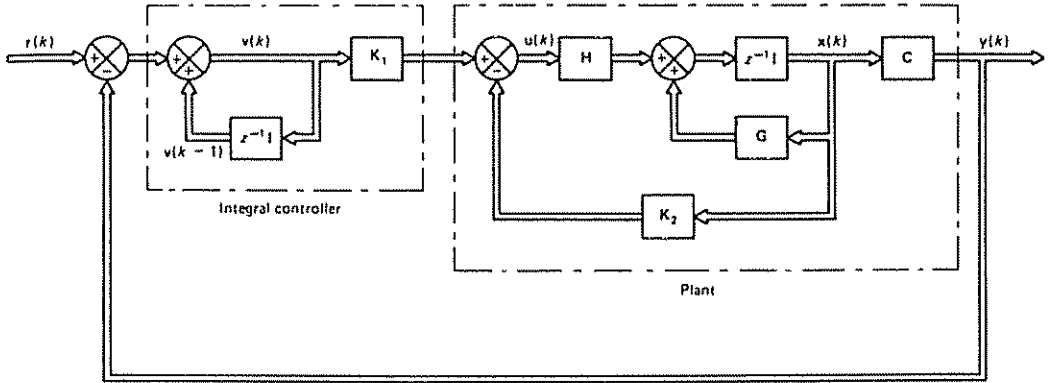 r(k)
+
−
+
+
v(k)
K₁
+
−
u(k)
H
+
+
z⁻¹I
x(k)
C
y(k)
z⁻¹I
v(k − 1)
G
Integral controller
K₂
Plant